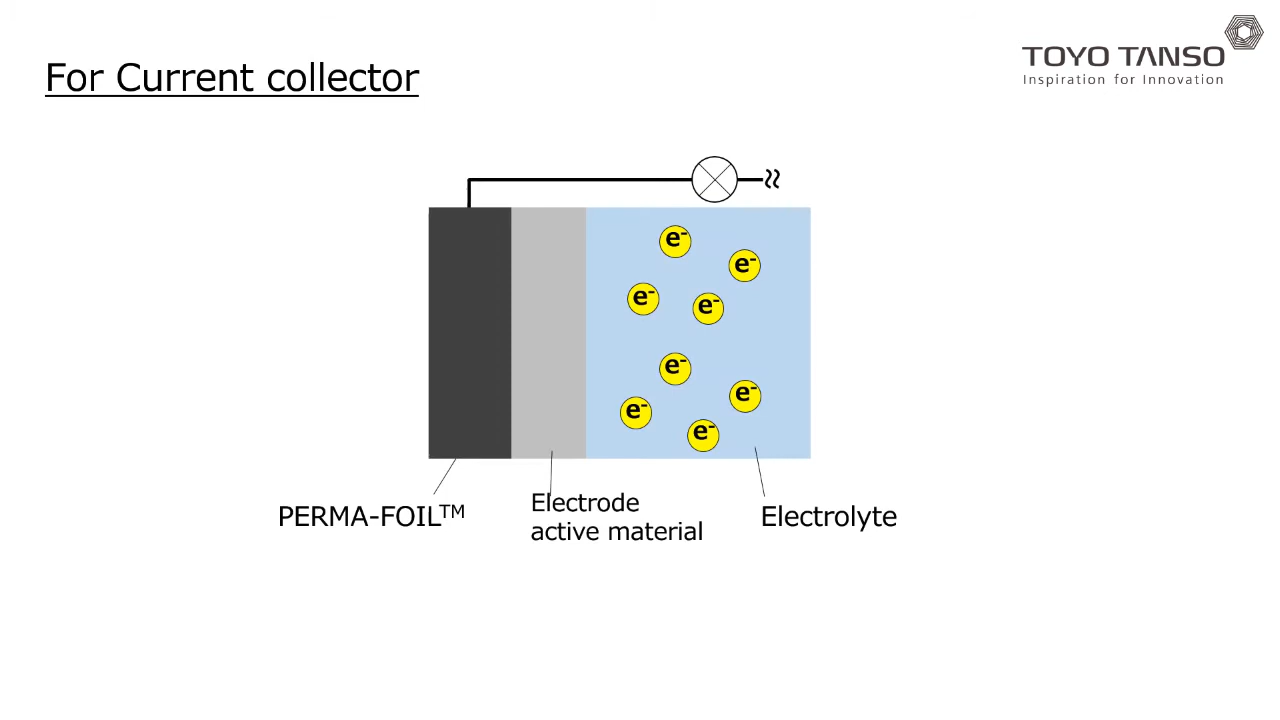 For Current collector
TOYO TANSO
Inspiration for Innovation
e-
e-
e-
e-
e-
e-
e-
e-
PERMA-FOIL™
Electrode
active material
Electrolyte